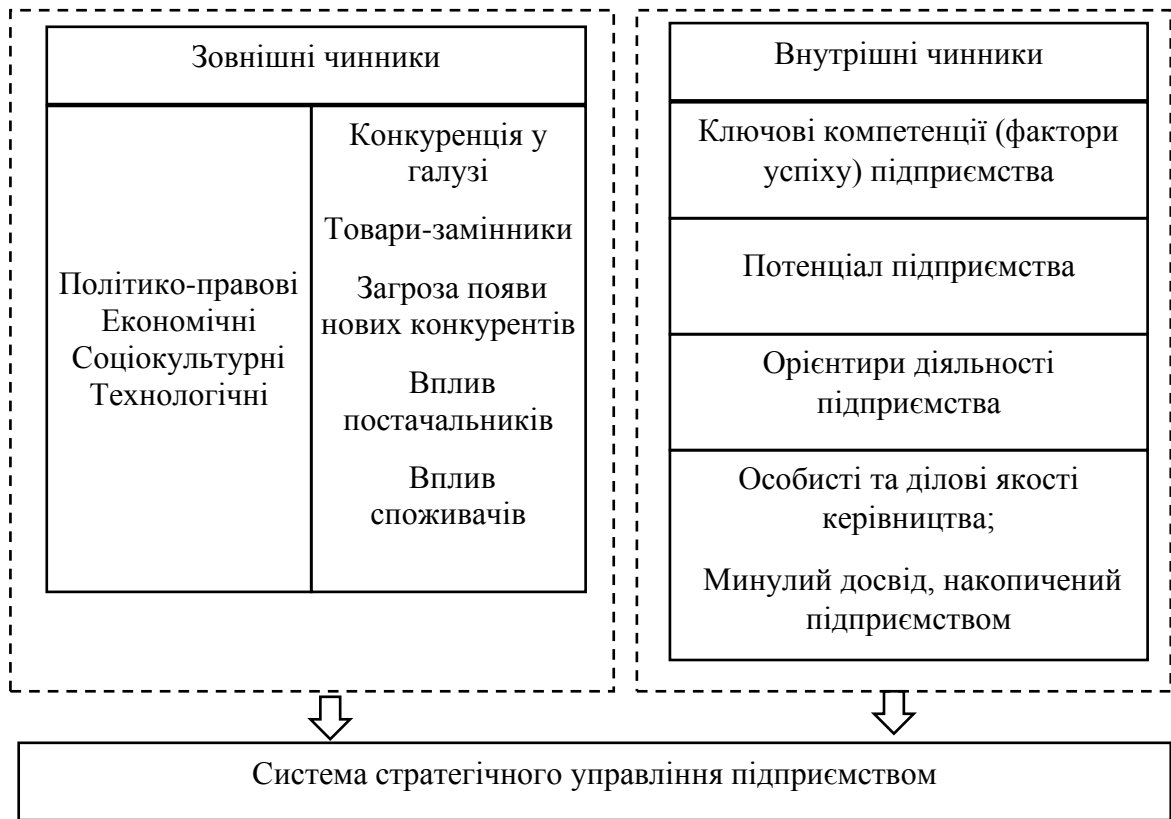 Зовнішні чинники
Політико-правові
Економічні
Соціокультурні
Технологічні
Конкуренція у
галузі
Товари-замінники
Загроза появи
нових конкурентів
Вплив
постачальників
Вплив
споживачів
Внутрішні чинники
Ключові компетенції (фактори
успіху) підприємства
Потенціал підприємства
Орієнтири діяльності
підприємства
Особисті та ділові якості
керівництва;
Минулий досвід, накопичений
підприємством
Система стратегічного управління підприємством